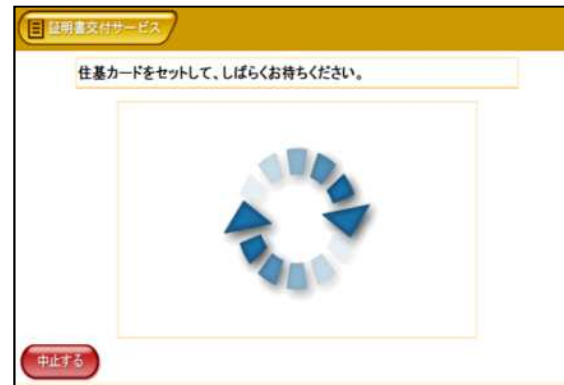 証明書交付サービス
住基カードをセットして、しばらくお待ちください。
中止する